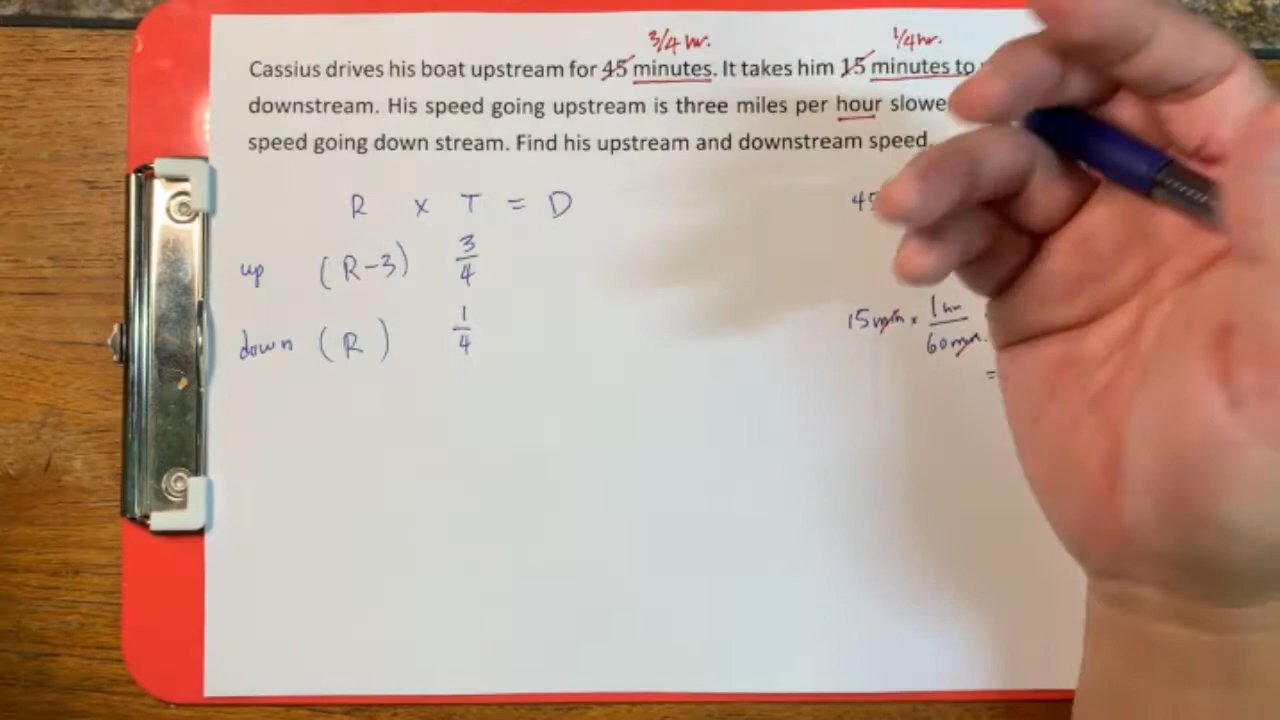 3/4 hr. 1/4 hr.
Cassius drives his boat upstream for 45 minutes. It takes him 15 minutes to
downstream. His speed going upstream is three miles per hour
speed going down stream. Find his upstream and downstream speed.
R x T = D
up (R-3) 3/4
down (R) 1/4
15 min x 1 hr / 60 min
=